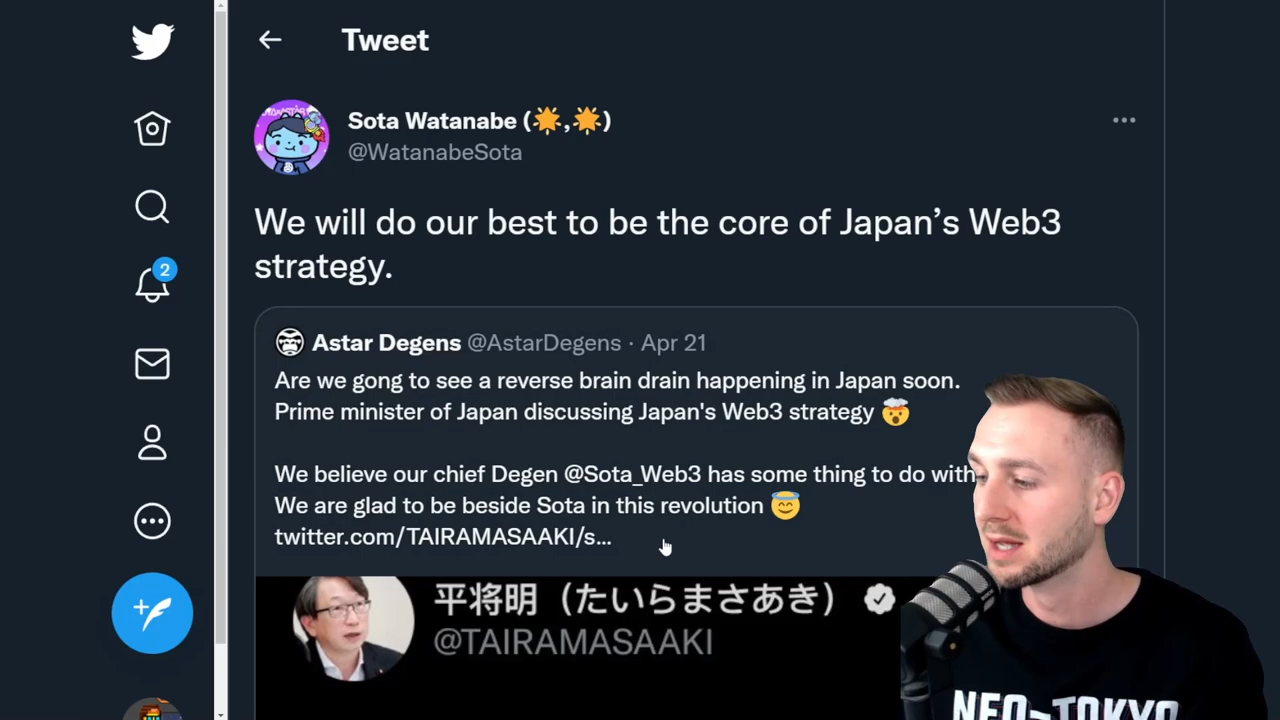 Tweet
Sota Watanabe (🌟,🌟)
@WatanabeSota
We will do our best to be the core of Japan’s Web3
strategy.
Astar Degens @AstarDegens · Apr 21
Are we gong to see a reverse brain drain happening in Japan soon.
Prime minister of Japan discussing Japan's Web3 strategy 🤯
We believe our chief Degen @Sota_Web3 has some thing to do with
We are glad to be beside Sota in this revolution 😇
twitter.com/TAIRAMASAAKI/s...
平将明（たいらまさあき）
@TAIRAMASAAKI
2
NEO-TOKYO